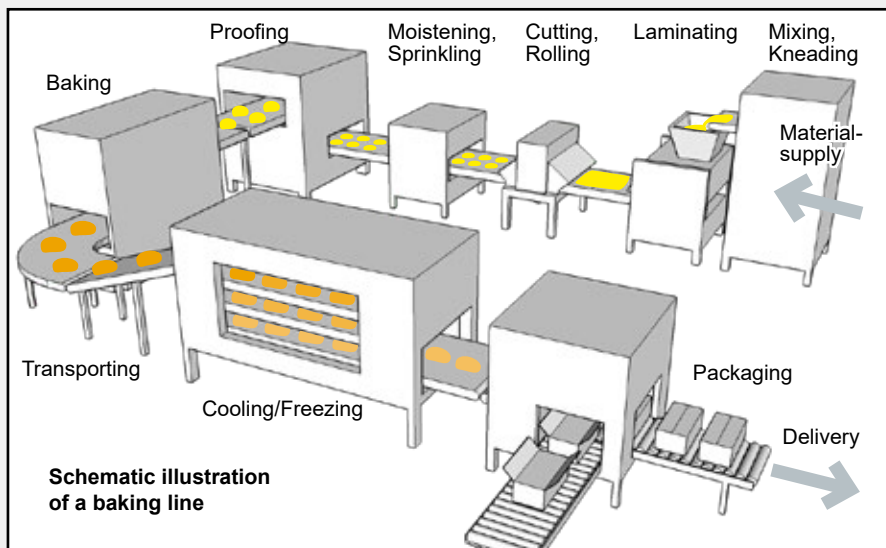 Proofing
Moistening,
Sprinkling
Cutting,
Rolling
Laminating
Mixing,
Kneading
Baking
Material-
supply
Transporting
Cooling/Freezing
Packaging
Delivery
Schematic illustration
of a baking line